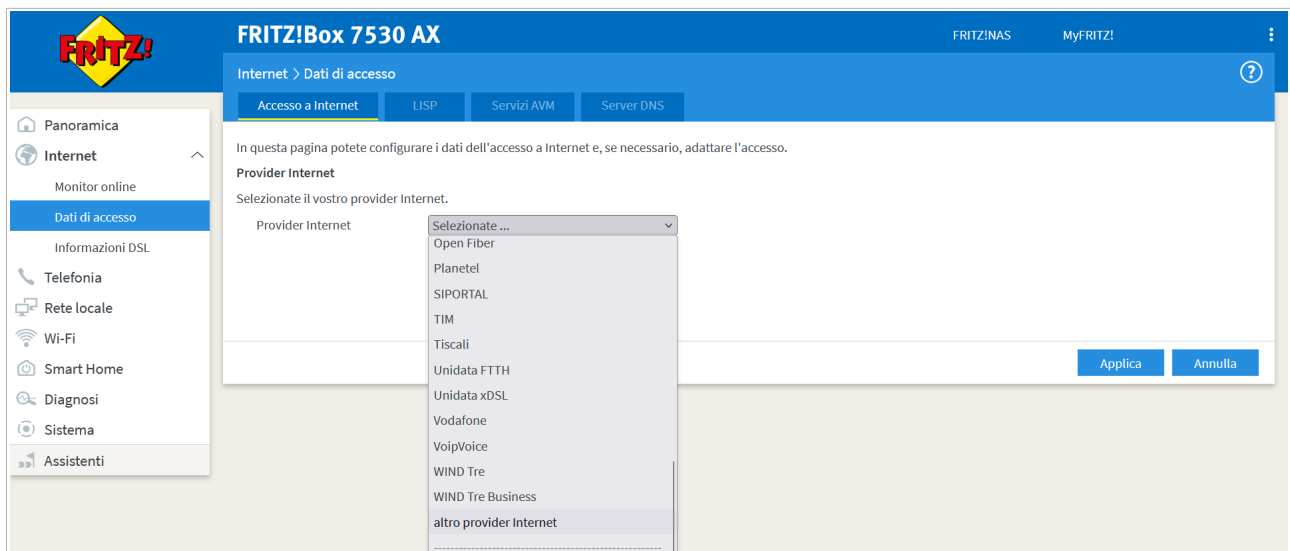 FRITZ!
FRITZ!Box 7530 AX
FRITZ!NAS
MyFRITZ!
Internet > Dati di accesso
?
Accesso a Internet
LISP
Servizi AVM
Server DNS
Panoramica
Internet
Monitor online
Dati di accesso
Informazioni DSL
Telefonia
Rete locale
Wi-Fi
Smart Home
Diagnosi
Sistema
Assistenti
In questa pagina potete configurare i dati dell'accesso a Internet e, se necessario, adattare l'accesso.
Provider Internet
Selezionate il vostro provider Internet.
Provider Internet
Selezionate ...
Open Fiber
Planetel
SIPORTAL
TIM
Tiscali
Unidata FTTH
Unidata xDSL
Vodafone
VoipVoice
WIND Tre
WIND Tre Business
altro provider Internet
------------------------------------------------------
Applica
Annulla